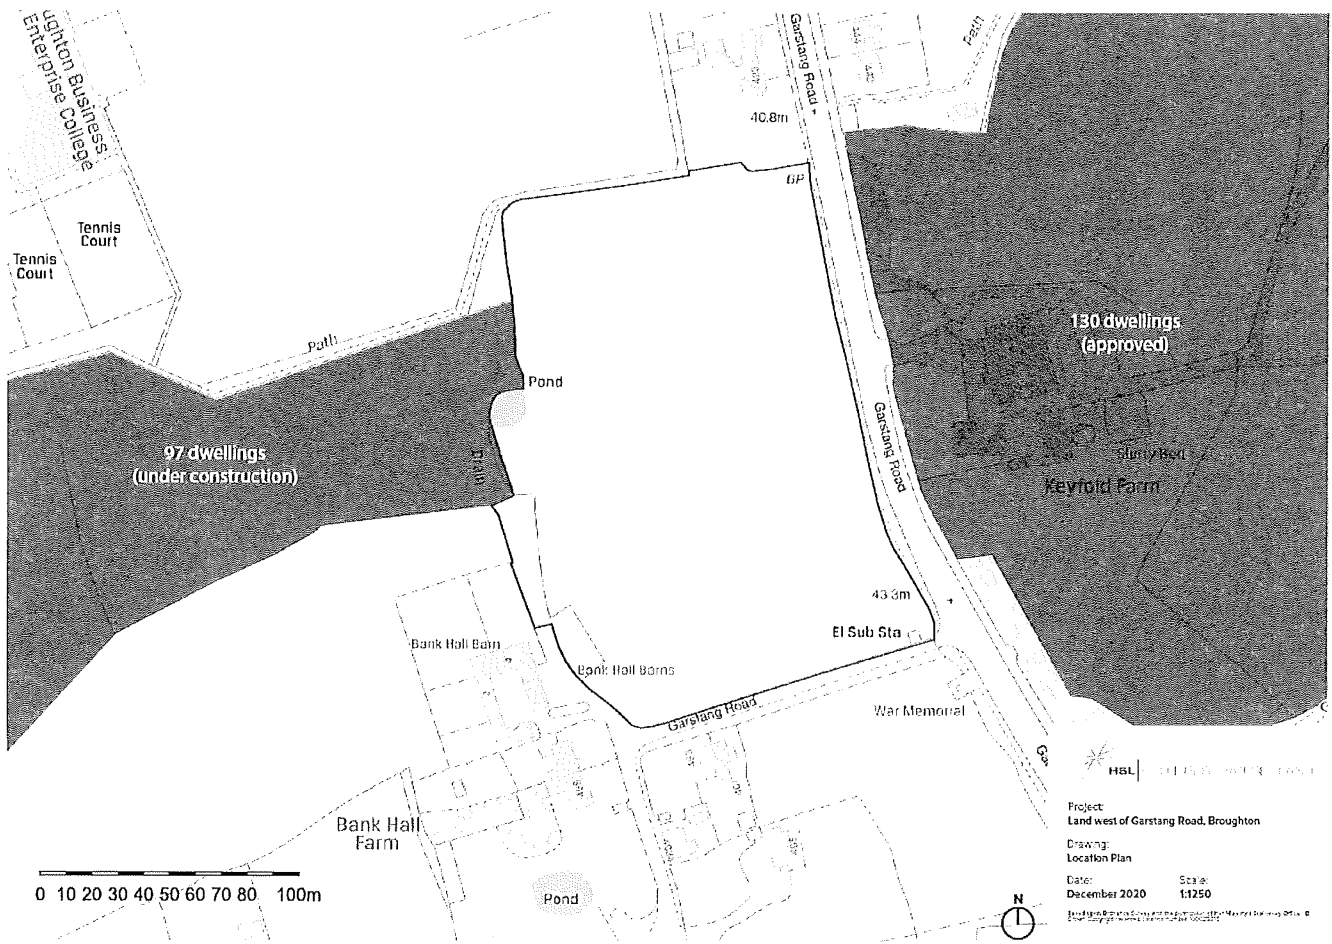 ughton Business
Enterprise College
Tennis
Court
Tennis
Court
Path
Garstang Road
40.8m
GP
Path
130 dwellings
(approved)
Pond
Drain
97 dwellings
(under construction)
Garstang Road
Slurry Bed
Keyfold Farm
43.3m
El Sub Sta
Bank Hall Barn
Bank Hall Barns
Garstang Road
War Memorial
Ga
Bank Hall
Farm
Pond
0 10 20 30 40 50 60 70 80 100m
N
HSL
Project:
Land west of Garstang Road, Broughton
Drawing:
Location Plan
Date:
Scale:
December 2020
1:1250